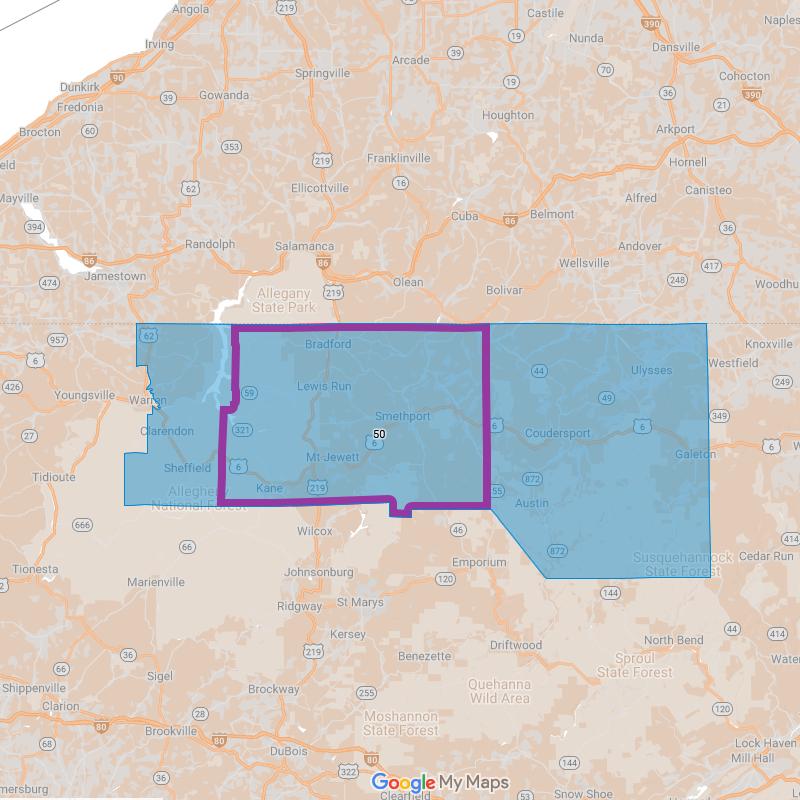 Angola
219
Castile
Naples
Irving
Nunda
390
Dansville
Arcade
39
19
Springville
90
Dunkirk
Fredonia
39
Gowanda
19
70
Cohocton
36
21
390
Brocton
60
Houghton
Arkport
353
219
Franklinville
Hornell
62
Ellicottville
16
Canisteo
Mayville
Alfred
394
Cuba
86
Belmont
36
Randolph
Salamanca
Andover
86
86
Wellsville
417
Jamestown
474
Olean
248
219
Bolivar
Allegany
State Park
Woodhu
62
957
Bradford
Knoxville
6
Westfield
44
Ulysses
426
Lewis Run
249
Youngsville
Warren
59
49
Smethport
349
27
Clarendon
321
50
6
6
6
Coudersport
6
Mt Jewett
Galeton
Sheffield
6
Tidioute
872
Kane
219
55
Allegheny
National Forest
Austin
666
Wilcox
46
414
66
872
Susquehannock
State Forest
Cedar Run
Emporium
Tionesta
Johnsonburg
120
Marienville
144
Ridgway
St Marys
44
414
Kersey
Driftwood
North Bend
36
219
Benezette
Sproul
State Forest
66
Sigel
Shippenville
Brockway
255
Quehanna
Wild Area
Clarion
28
Moshannon
State Forest
120
80
Brookville
68
80
Lock Haven
DuBois
Mill Hall
80
144
36
322
mersburg
Google My Maps
Clearfield
53
Snow Shoe